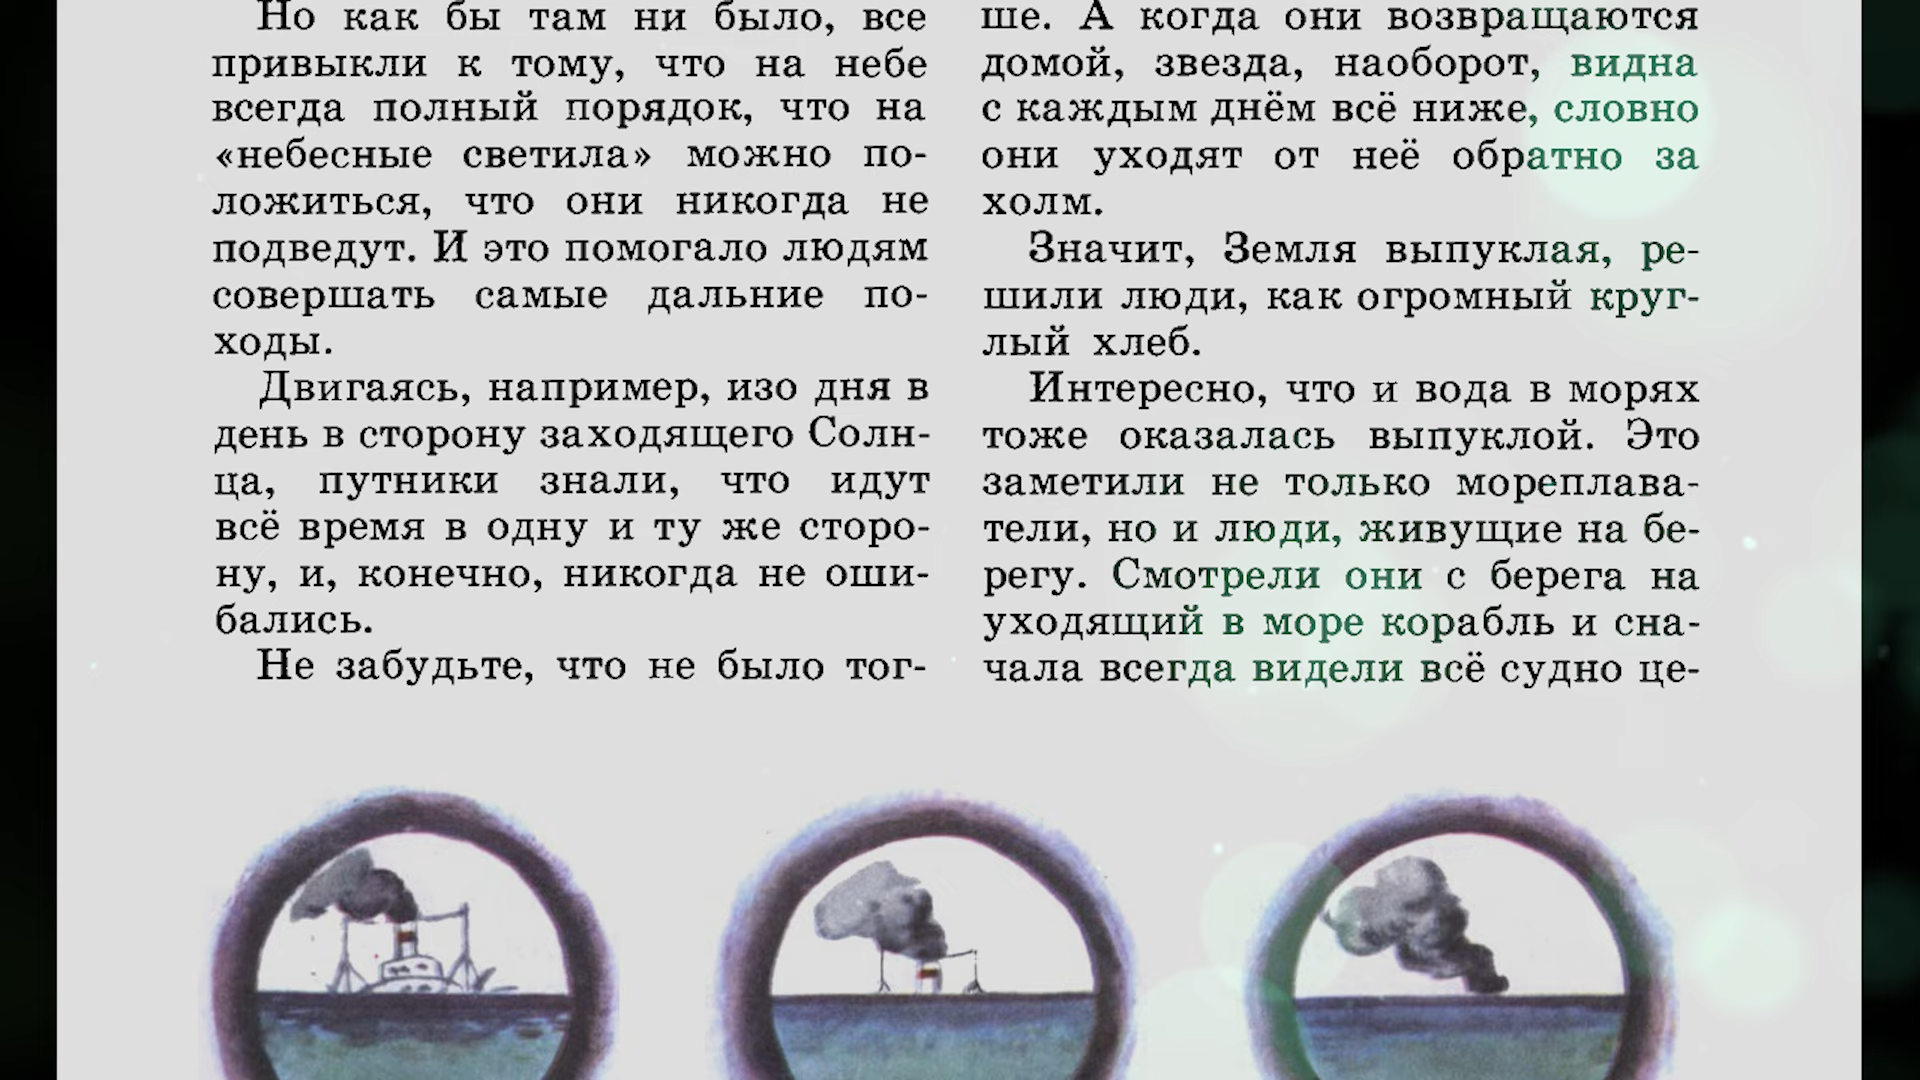 Но как бы там ни было, все
привыкли к тому, что на небе
всегда полный порядок, что на
«небесные светила» можно по-
ложиться, что они никогда не
подведут. И это помогало людям
совершать самые дальние по-
ходы.
Двигаясь, например, изо дня в
день в сторону заходящего Солн-
ца, путники знали, что идут
всё время в одну и ту же сторо-
ну, и, конечно, никогда не оши-
бались.
Не забудьте, что не было тог-
ше. А когда они возвращаются
домой, звезда, наоборот, видна
с каждым днём всё ниже, словно
они уходят от неё обратно за
холм.
Значит, Земля выпуклая, ре-
шили люди, как огромный круг-
лый хлеб.
Интересно, что и вода в морях
тоже оказалась выпуклой. Это
заметили не только мореплава-
тели, но и люди, живущие на бе-
регу. Смотрели они с берега на
уходящий в море корабль и сна-
чала всегда видели всё судно це-